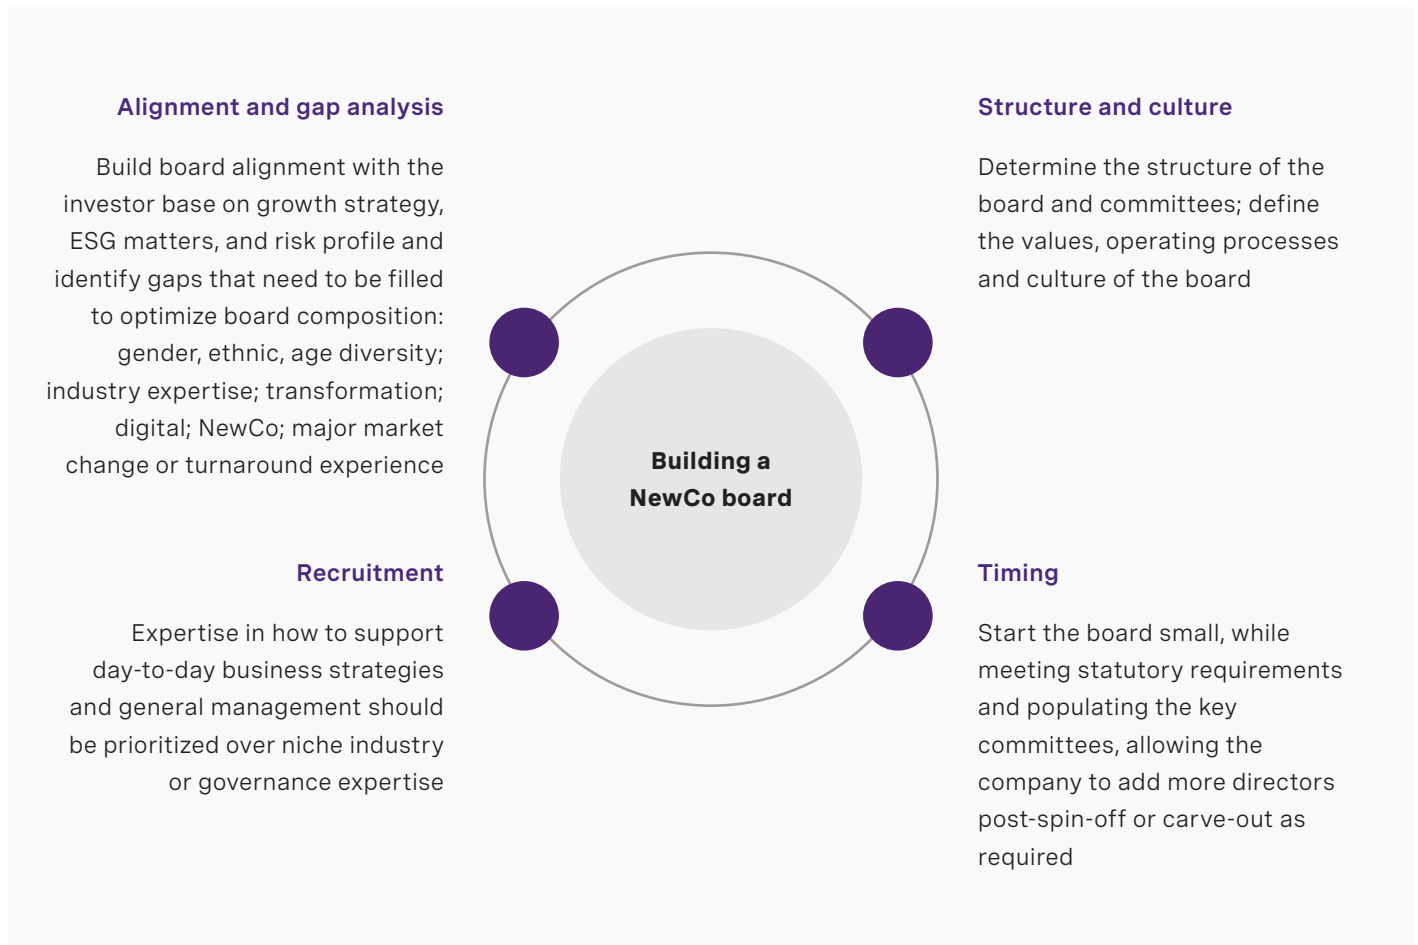 Alignment and gap analysis
Build board alignment with the
investor base on growth strategy,
ESG matters, and risk profile and
identify gaps that need to be filled
to optimize board composition:
gender, ethnic, age diversity;
industry expertise; transformation;
digital; NewCo; major market
change or turnaround experience
Structure and culture
Determine the structure of the
board and committees; define
the values, operating processes
and culture of the board
Building a
NewCo board
Recruitment
Expertise in how to support
day-to-day business strategies
and general management should
be prioritized over niche industry
or governance expertise
Timing
Start the board small, while
meeting statutory requirements
and populating the key
committees, allowing the
company to add more directors
post-spin-off or carve-out as
required